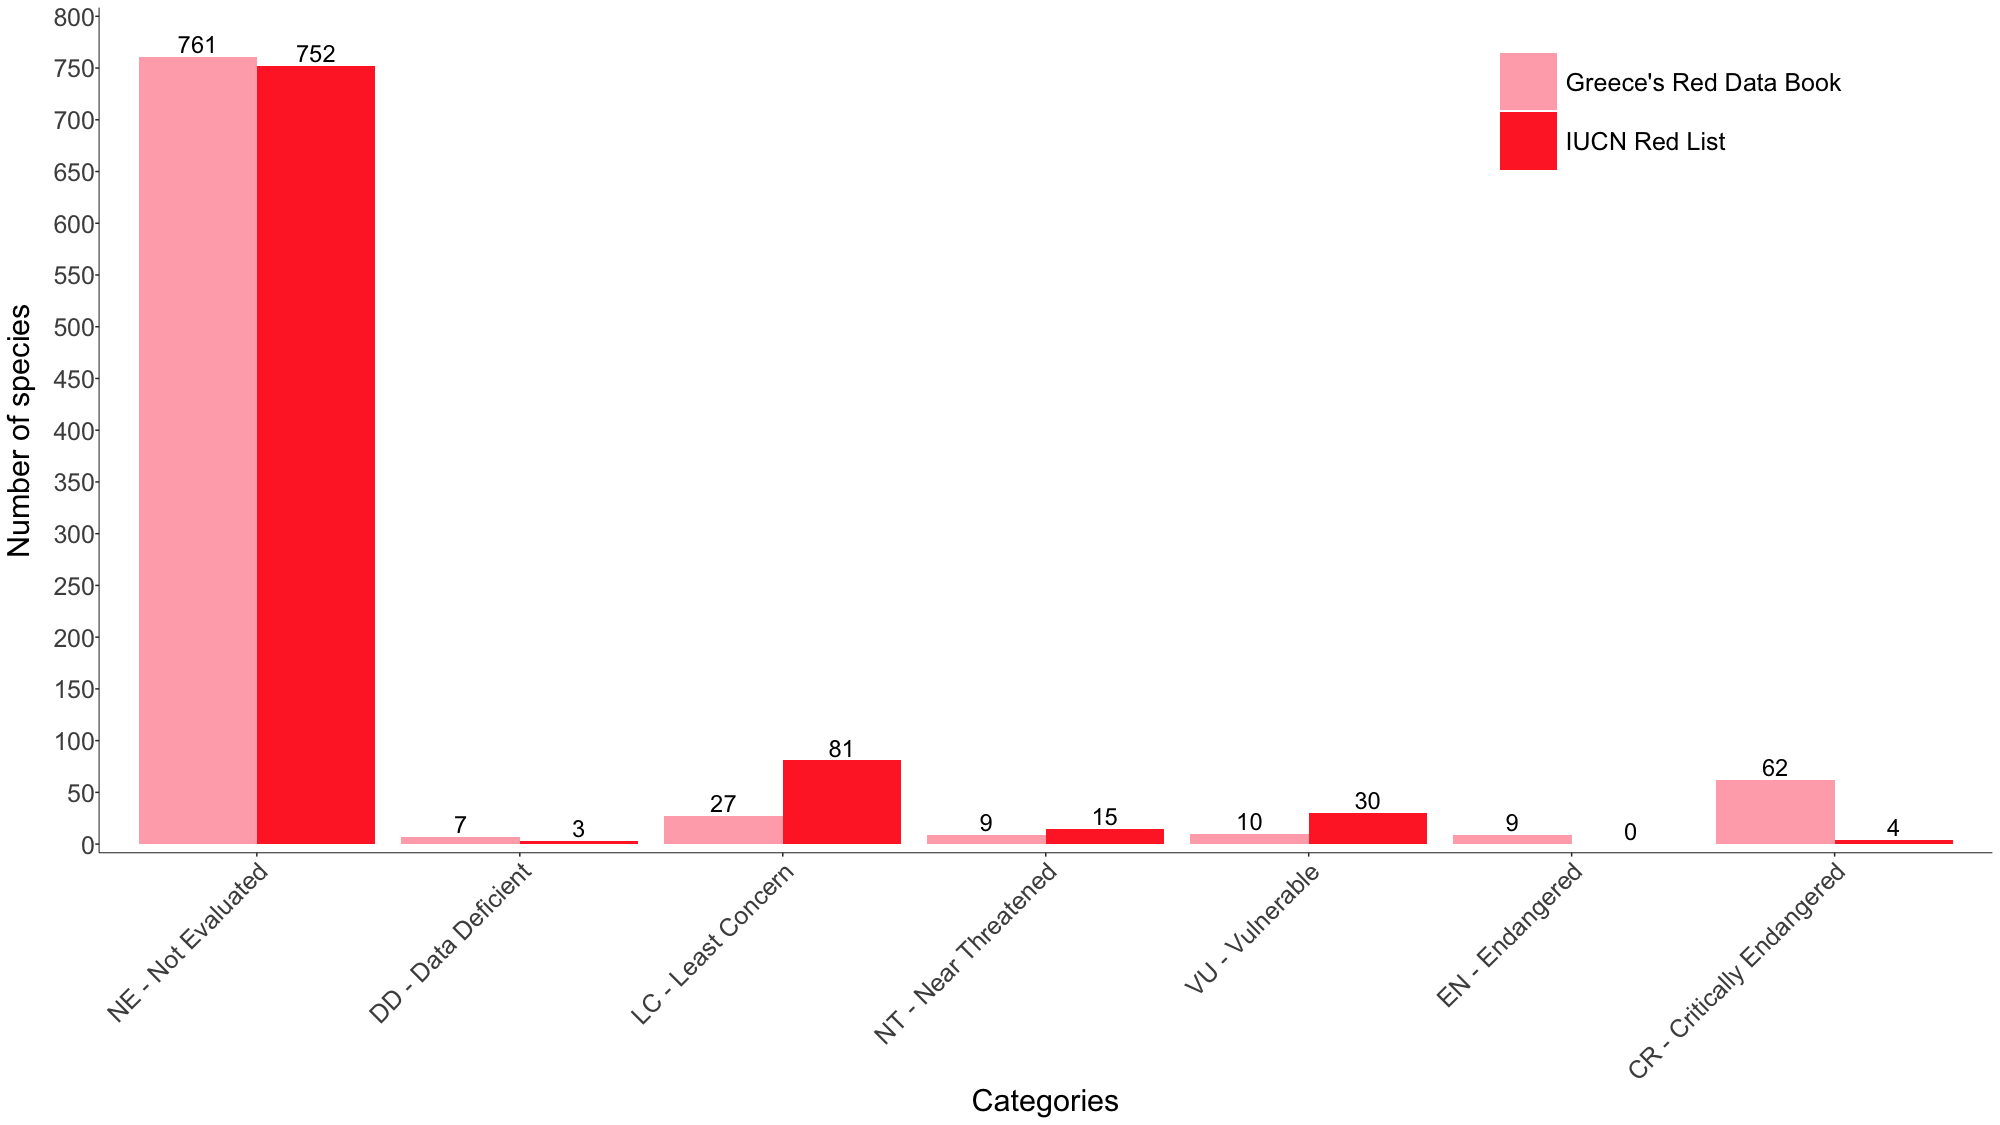 800
750
700
650
600
550
500
450
400
350
300
250
200
150
100
50
0
Number of species
761
752
7
3
27
81
9
15
10
30
9
0
62
4
Greece's Red Data Book
IUCN Red List
NE - Not Evaluated
DD - Data Deficient
LC - Least Concern
NT - Near Threatened
VU - Vulnerable
EN - Endangered
CR - Critically Endangered
Categories